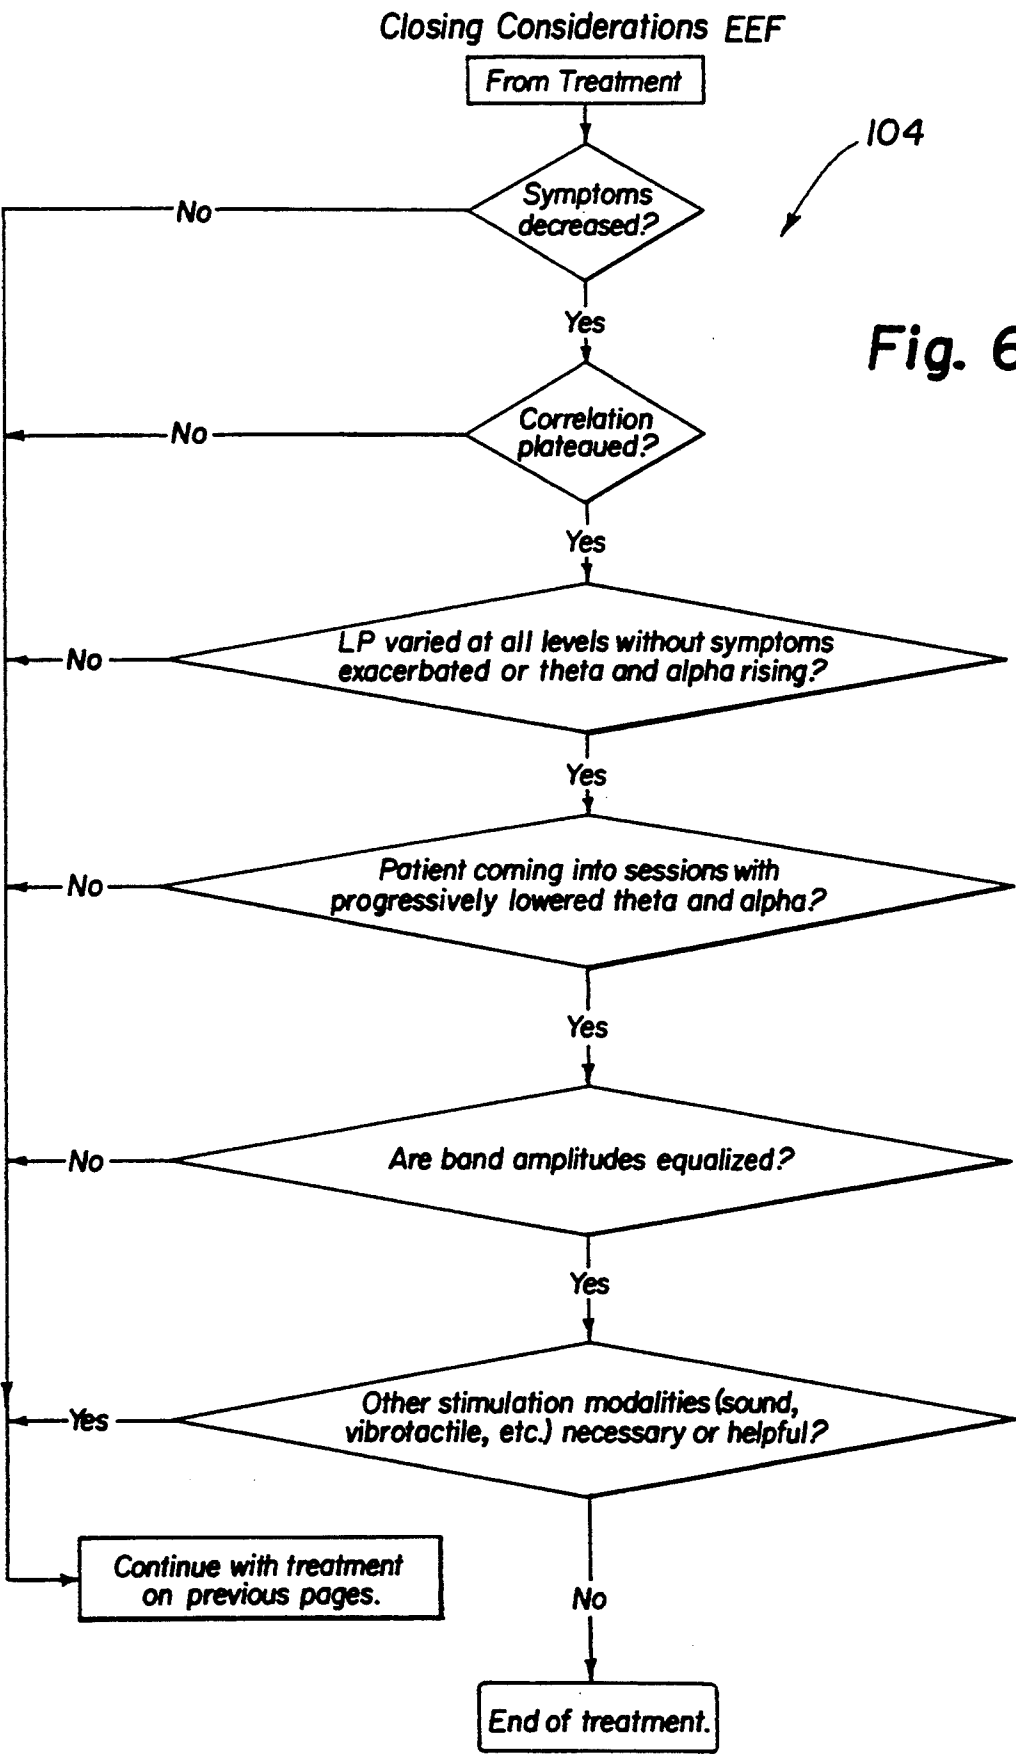 Closing Considerations EEF
From Treatment
104
Symptoms
decreased?
No
Yes
Fig. 6
Correlation
plateaued?
No
Yes
LP varied at all levels without symptoms
exacerbated or theta and alpha rising?
No
Yes
Patient coming into sessions with
progressively lowered theta and alpha?
No
Yes
Are band amplitudes equalized?
No
Yes
Other stimulation modalities (sound,
vibrotactile, etc.) necessary or helpful?
Yes
Continue with treatment
on previous pages.
No
End of treatment.